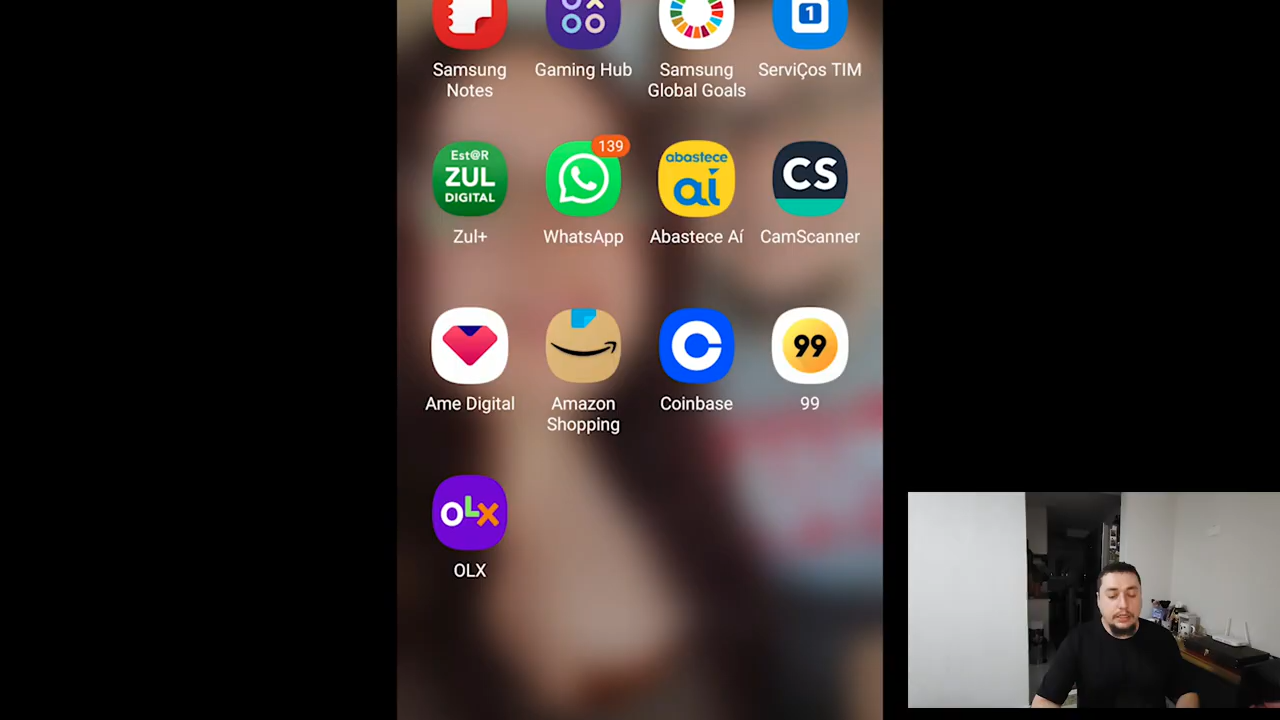 1
Samsung Notes
Gaming Hub
Samsung Global Goals
ServiÇos TIM
Est@R
ZUL
DIGITAL
139
abastece
aí
CS
Zul+
WhatsApp
Abastece Aí
CamScanner
99
Ame Digital
Amazon Shopping
Coinbase
99
OLX
OLX